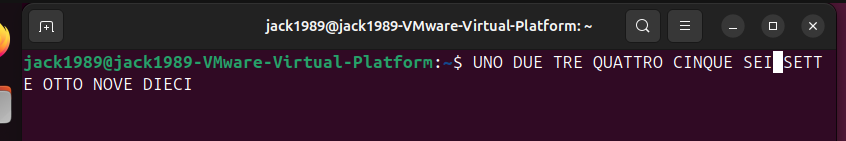 jack1989@jack1989-VMware-Virtual-Platform: ~
jack1989@jack1989-VMware-Virtual-Platform:~$ UNO DUE TRE QUATTRO CINQUE SEI SETT
E OTTO NOVE DIECI